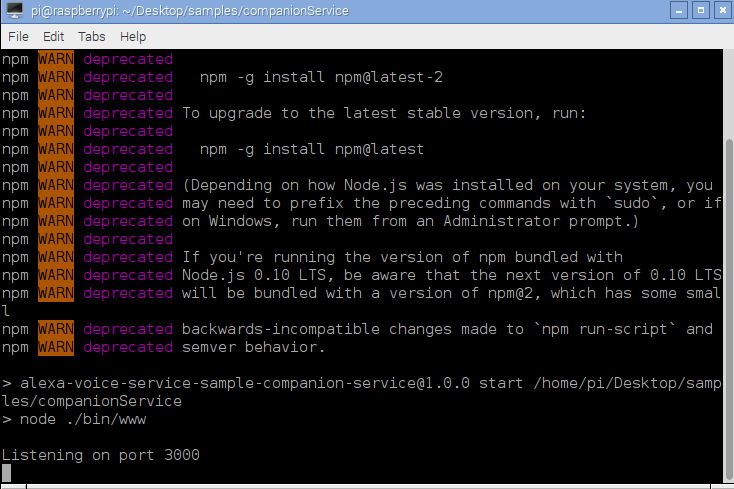 pi@raspberrypi: ~/Desktop/samples/companionService
File Edit Tabs Help
npm WARN deprecated
npm WARN deprecated   npm -g install npm@latest-2
npm WARN deprecated
npm WARN deprecated To upgrade to the latest stable version, run:
npm WARN deprecated
npm WARN deprecated   npm -g install npm@latest
npm WARN deprecated
npm WARN deprecated (Depending on how Node.js was installed on your system, you
npm WARN deprecated may need to prefix the preceding commands with `sudo`, or if
npm WARN deprecated on Windows, run them from an Administrator prompt.)
npm WARN deprecated
npm WARN deprecated If you're running the version of npm bundled with
npm WARN deprecated Node.js 0.10 LTS, be aware that the next version of 0.10 LTS
npm WARN deprecated will be bundled with a version of npm@2, which has some smal
l
npm WARN deprecated backwards-incompatible changes made to `npm run-script` and
npm WARN deprecated semver behavior.
> alexa-voice-service-sample-companion-service@1.0.0 start /home/pi/Desktop/samp
les/companionService
> node ./bin/www
Listening on port 3000